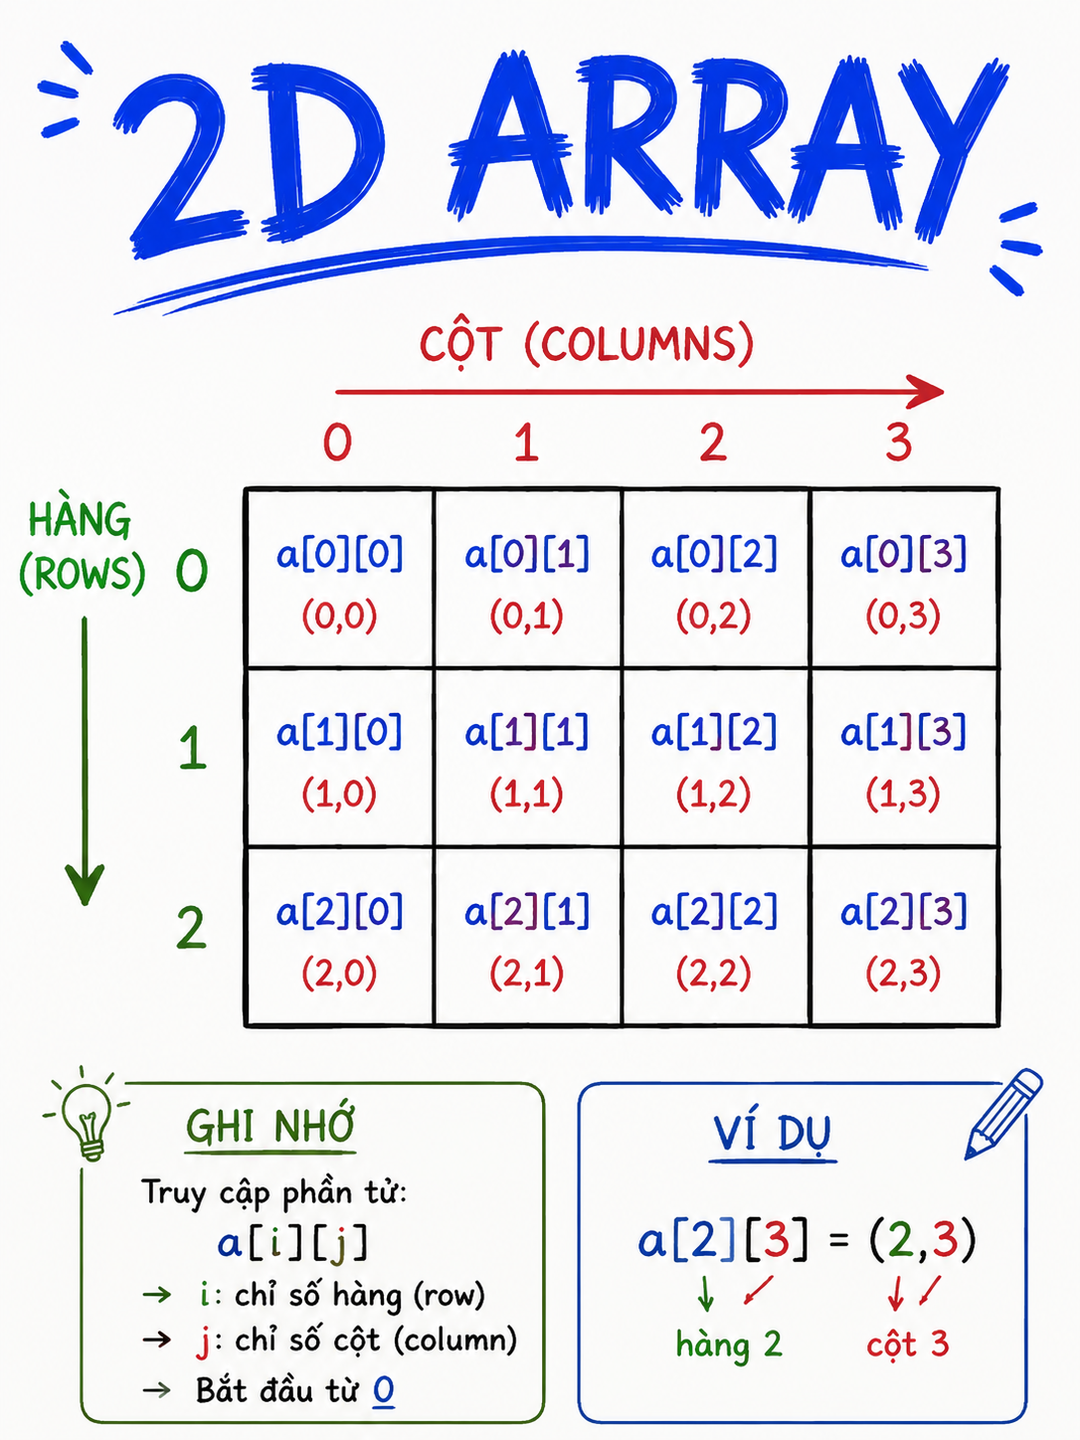 2D ARRAY
CỘT (COLUMNS)
0 1 2 3
HÀNG
(ROWS)
0
a[0][0] a[0][1] a[0][2] a[0][3]
(0,0) (0,1) (0,2) (0,3)
1
a[1][0] a[1][1] a[1][2] a[1][3]
(1,0) (1,1) (1,2) (1,3)
2
a[2][0] a[2][1] a[2][2] a[2][3]
(2,0) (2,1) (2,2) (2,3)
GHI NHỚ
Truy cập phần tử:
a[i][j]
→ i: chỉ số hàng (row)
→ j: chỉ số cột (column)
→ Bắt đầu từ 0
VÍ DỤ
a[2][3] = (2,3)
hàng 2 cột 3